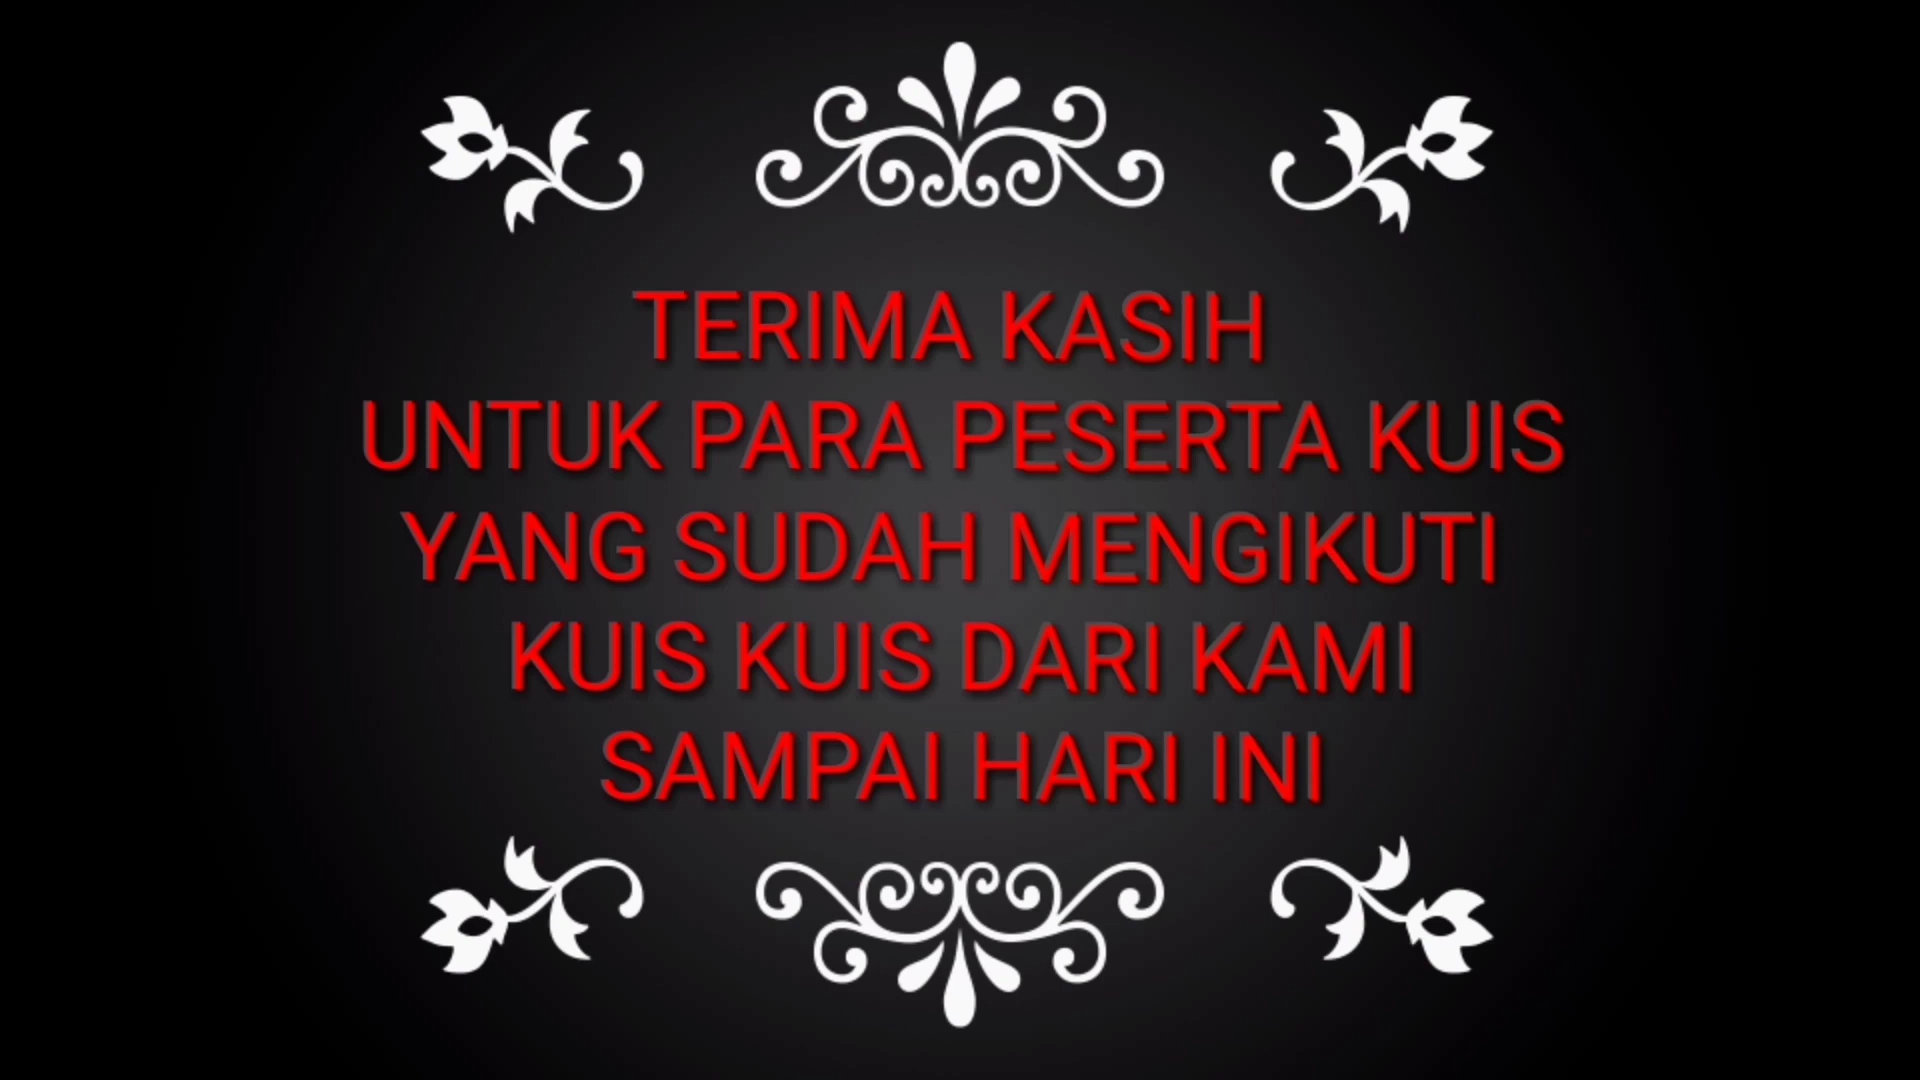 TERIMA KASIH
UNTUK PARA PESERTA KUIS
YANG SUDAH MENGIKUTI
KUIS KUIS DARI KAMI
SAMPAI HARI INI